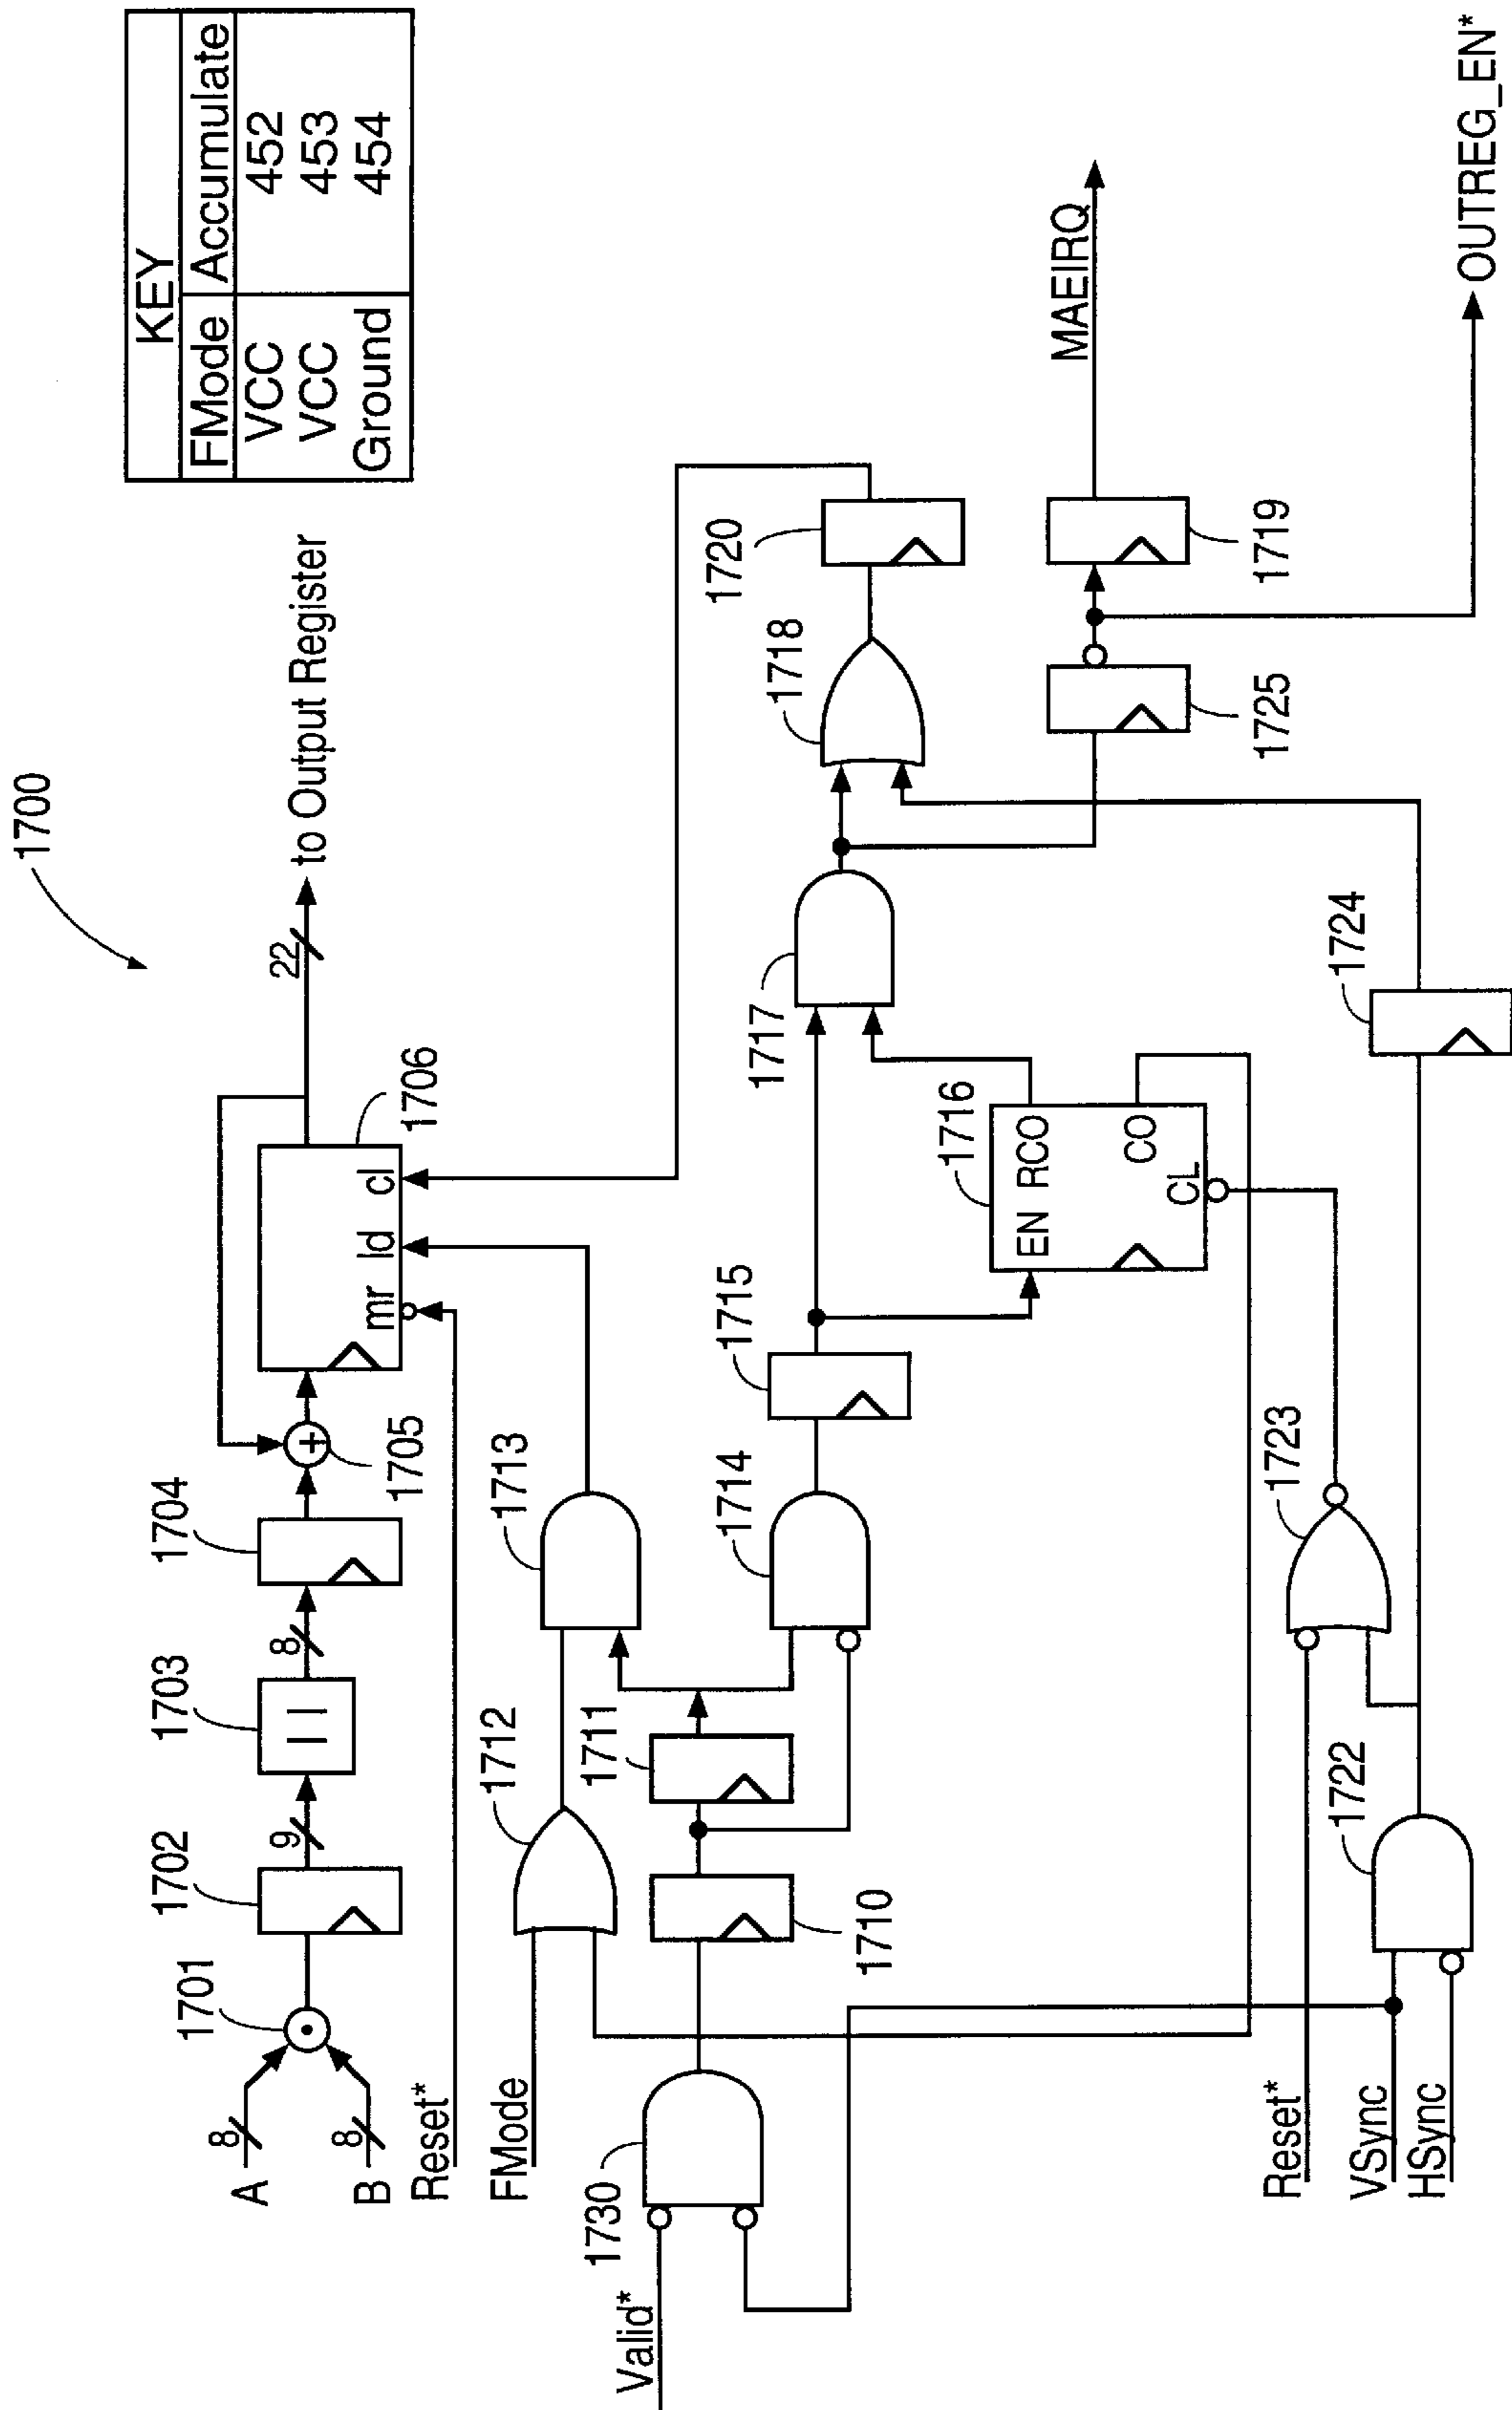 1700
KEY
FMode Accumulate
VCC 452
VCC 453
Ground 454
A
8
B
8
1701
1702
9
1703
| |
8
1704
+
1705
mr ld cl
1706
22
to Output Register
Reset*
FMode
1712
1713
1720
Valid*
1730
1710
1711
1714
1715
1717
1718
EN RCO
CO
CL
1716
1725
1719
MAEIRQ
OUTREG_EN*
Reset*
VSync
HSync
1722
1723
1724